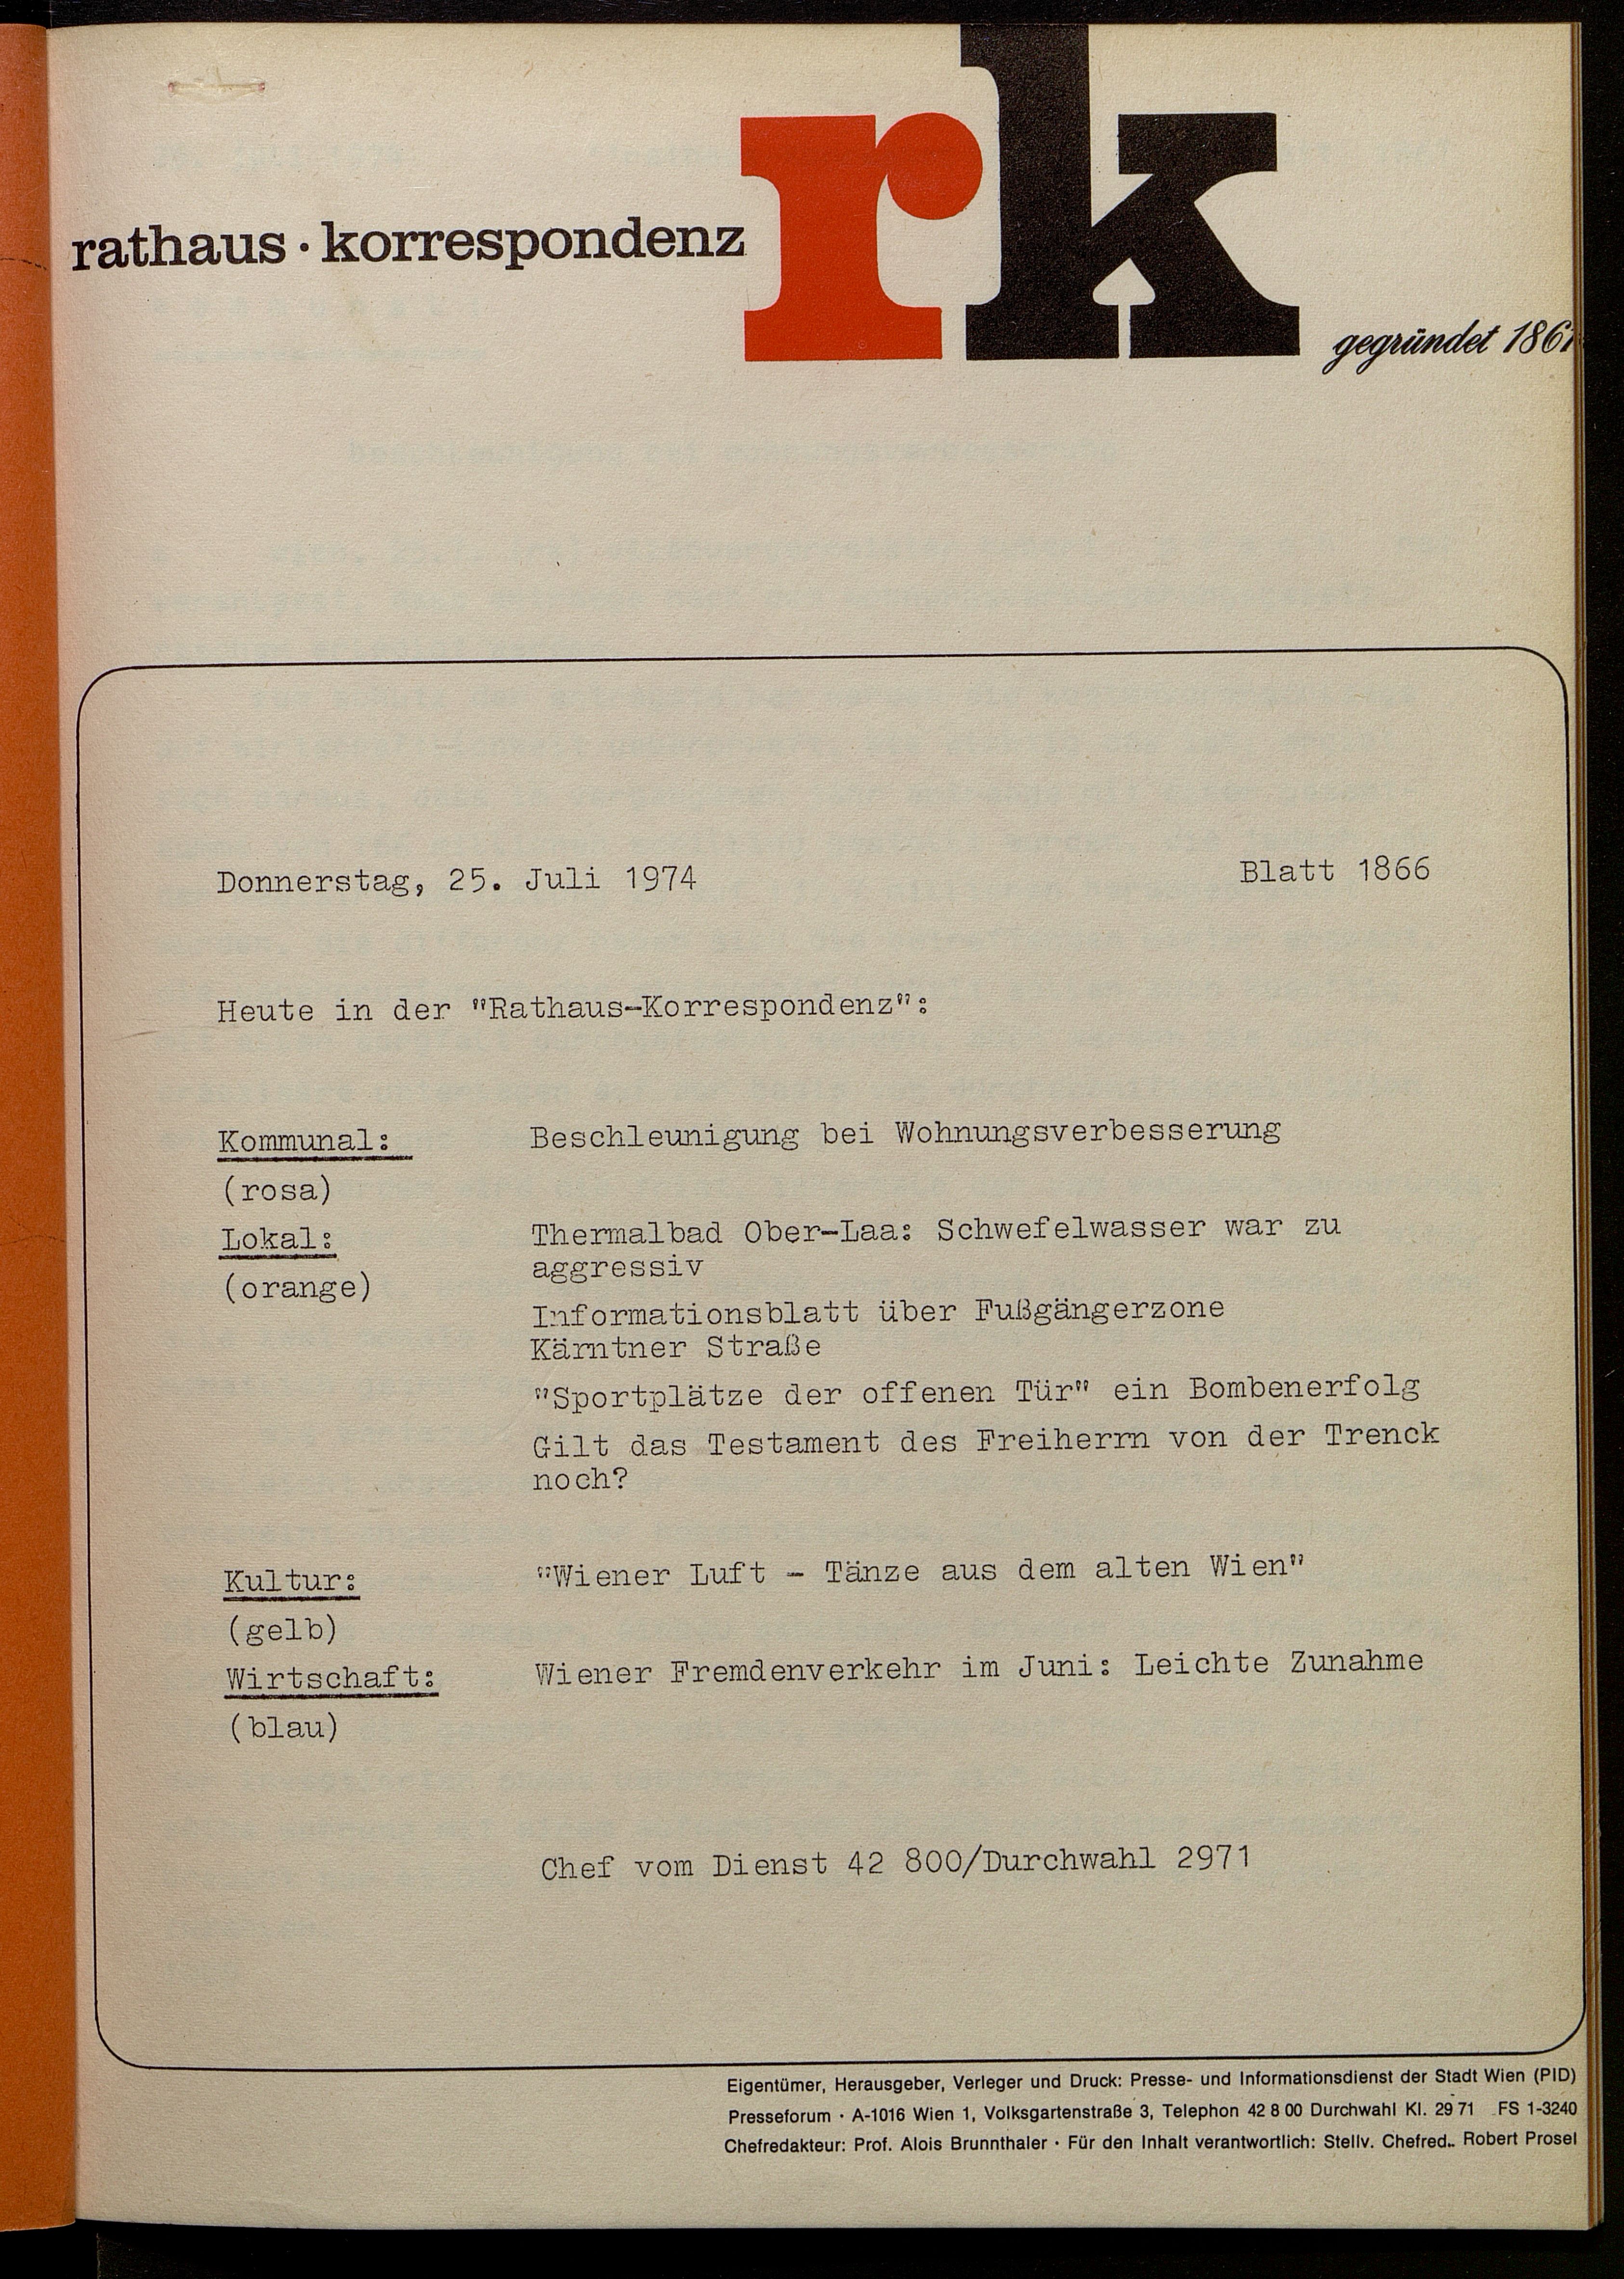 rk
rathaus · korrespondenz
gegründet 1861
Donnerstag, 25. Juli 1974 Blatt 1866
Heute in der "Rathaus-Korrespondenz":
Kommunal: Beschleunigung bei Wohnungsverbesserung
(rosa)
Lokal: Thermalbad Ober-Laa: Schwefelwasser war zu
aggressiv
(orange)
Informationsblatt über Fußgängerzone
Kärntner Straße
"Sportplätze der offenen Tür" ein Bombenerfolg
Gilt das Testament des Freiherrn von der Trenck
noch?
Kultur: "Wiener Luft - Tänze aus dem alten Wien"
(gelb)
Wirtschaft: Wiener Fremdenverkehr im Juni: Leichte Zunahme
(blau)
Chef vom Dienst 42 800/Durchwahl 2971
Eigentümer, Herausgeber, Verleger und Druck: Presse- und Informationsdienst der Stadt Wien (PID)
Presseforum · A-1016 Wien 1, Volksgartenstraße 3, Telephon 42 8 00 Durchwahl Kl. 29 71 FS 1-3240
Chefredakteur: Prof. Alois Brunnthaler · Für den Inhalt verantwortlich: Stellv. Chefred.. Robert Prosel